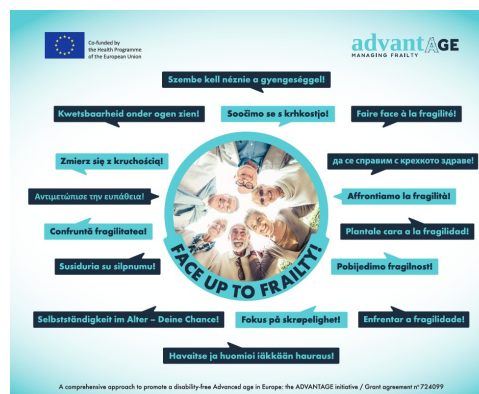 Co-funded by
the Health Programme
of the European Union
advantAGE
MANAGING FRAILTY
Szembe kell néznie a gyengeséggel!
Kwetsbaarheid onder ogen zien!
Soočimo se s krhkostjo!
Faire face à la fragilité!
Zmierz się z kruchością!
да се справим с крехкото здраве!
Αντιμετώπισε την ευπάθεια!
Affrontiamo la fragilità!
Confruntă fragilitatea!
Plantale cara a la fragilidad!
Susiduria su silpnumu!
Pobijedimo fragilnost!
FACE UP TO FRAILTY!
Selbstständigkeit im Alter – Deine Chance!
Fokus på skrøpelighet!
Enfrentar a fragilidade!
Havaitse ja huomioi iäkkään hauraus!
A comprehensive approach to promote a disability-free Advanced age in Europe: the ADVANTAGE initiative / Grant agreement nº 724099